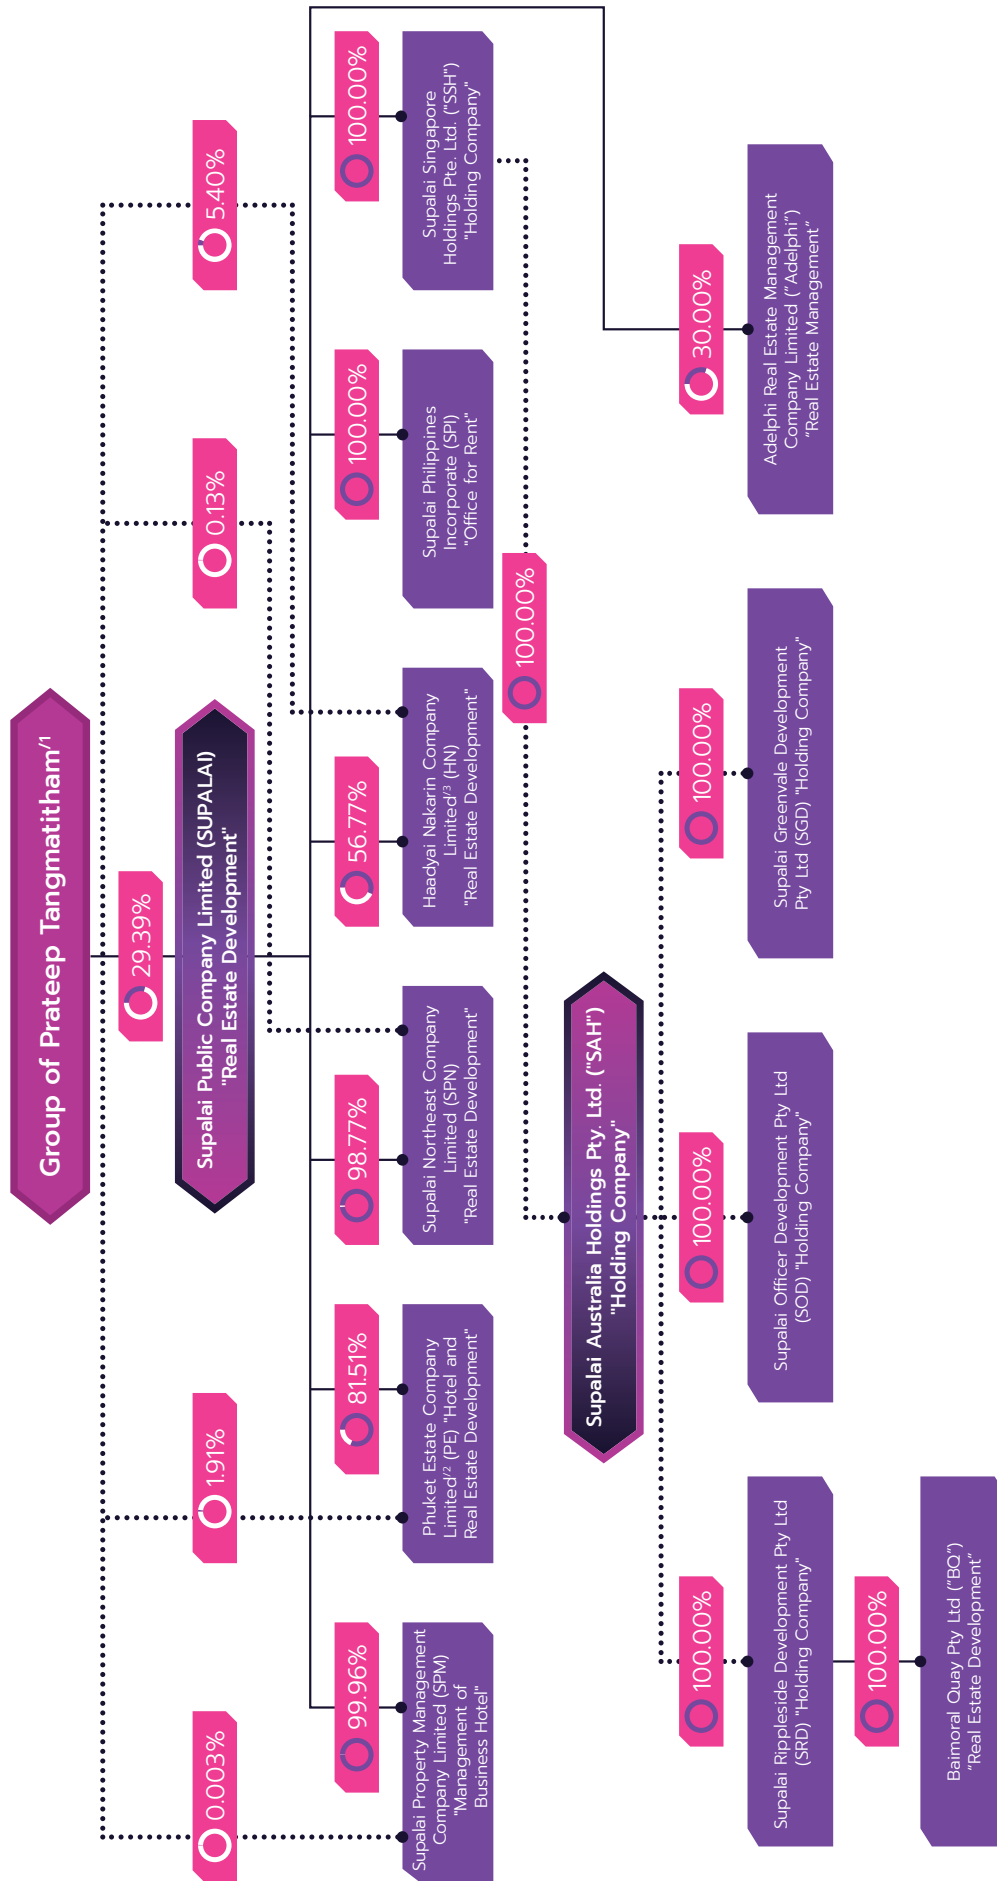 Group of Prateep Tangmatitham/1
29.39%
Supalai Public Company Limited (SUPALAI)
"Real Estate Development"
0.003%
1.91%
0.13%
5.40%
99.96%
81.51%
98.77%
56.77%
100.00%
100.00%
Supalai Property Management
Company Limited (SPM)
"Management of
Business Hotel"
Phuket Estate Company
Limited/2 (PE) "Hotel and
Real Estate Development"
Supalai Northeast Company
Limited (SPN)
"Real Estate Development"
Haadyai Nakarin Company
Limited/3 (HN)
"Real Estate Development"
Supalai Philippines
Incorporate (SPI)
"Office for Rent"
Supalai Singapore
Holdings Pte. Ltd. ("SSH")
"Holding Company"
100.00%
Supalai Australia Holdings Pty. Ltd. ("SAH")
"Holding Company"
100.00%
100.00%
100.00%
30.00%
Supalai Rippleside Development Pty Ltd
(SRD) "Holding Company"
Supalai Officer Development Pty Ltd
(SOD) "Holding Company"
Supalai Greenvale Development
Pty Ltd (SGD) "Holding Company"
Adelphi Real Estate Management
Company Limited ("Adelphi")
"Real Estate Management"
100.00%
Baimoral Quay Pty Ltd ("BQ")
"Real Estate Development"